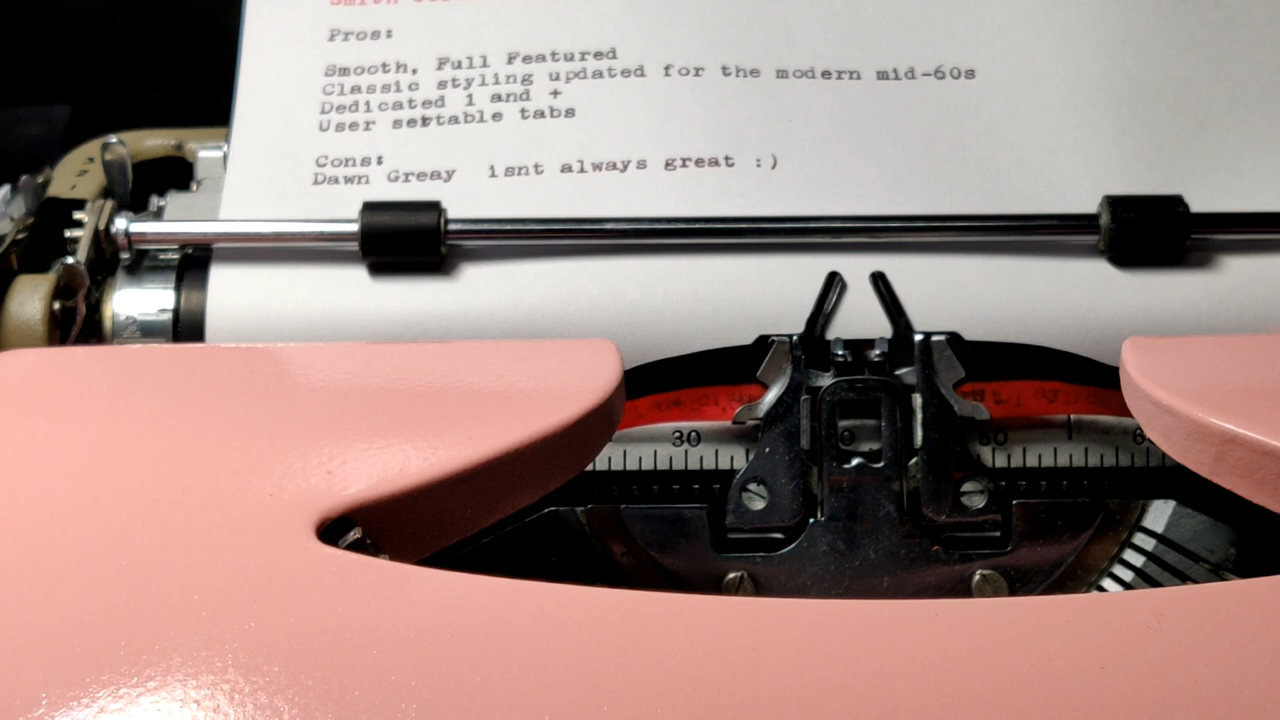 Smith
Pros:
Smooth, Full Featured
Classic styling updated for the modern mid-60s
Dedicated 1 and +
User settable tabs
Cons:
Dawn Greay isnt always great :)
30
50